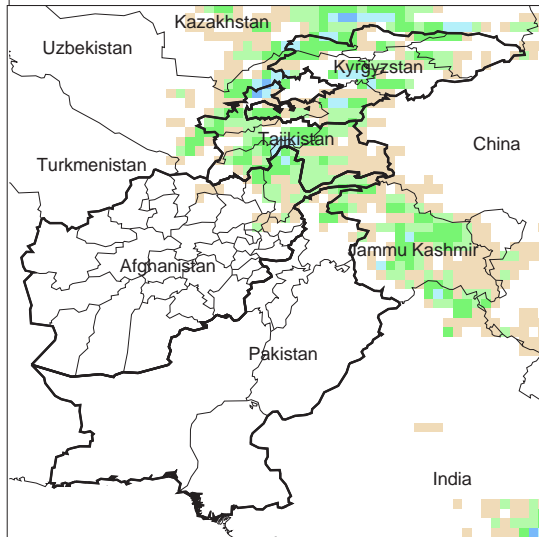 Kazakhstan
Uzbekistan
Kyrgyzstan
Tajikistan
China
Turkmenistan
Jammu Kashmir
Afghanistan
Pakistan
India